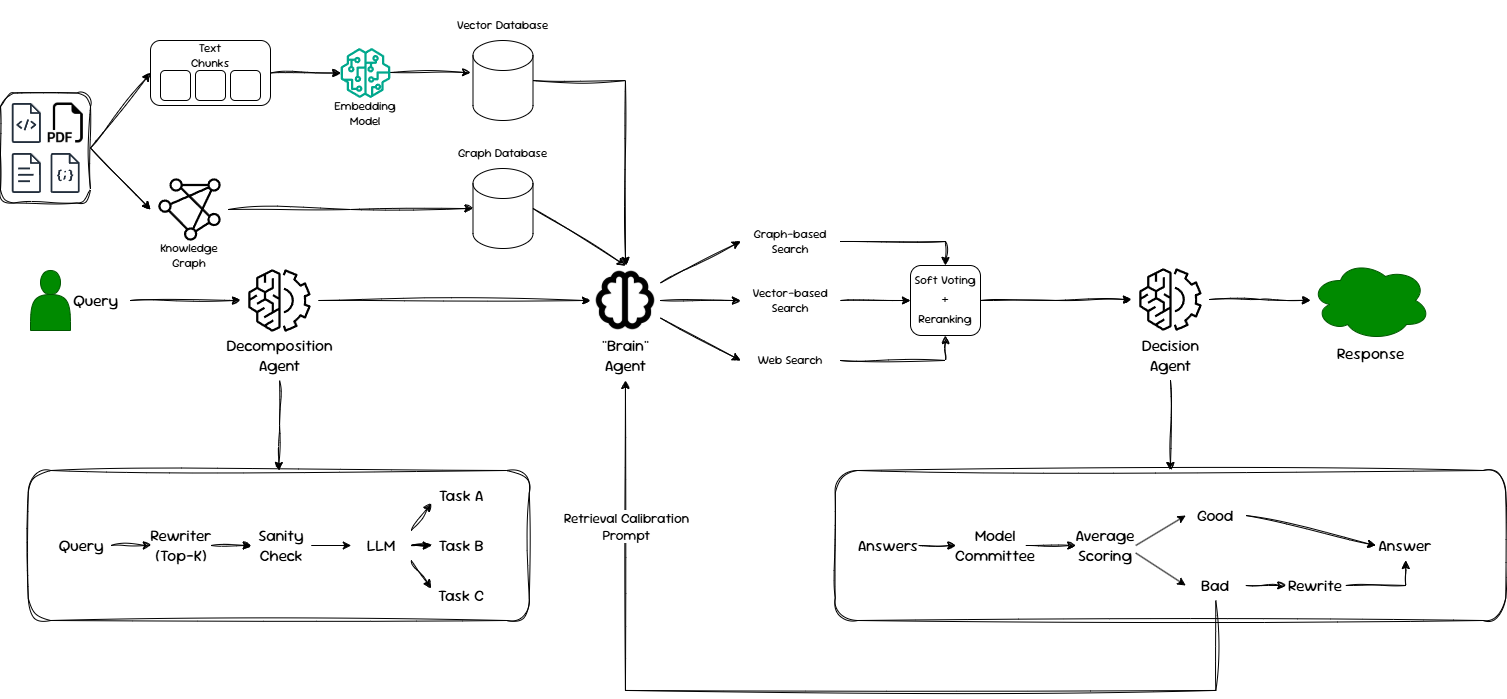 Vector Database
Text
Chunks
Embedding
Model
</>
PDF
{;}
Graph Database
Knowledge
Graph
Query
Decomposition
Agent
"Brain"
Agent
Graph-based
Search
Vector-based
Search
Web Search
Soft Voting
+
Reranking
Decision
Agent
Response
Query
Rewriter
(Top-K)
Sanity
Check
LLM
Task A
Task B
Task C
Retrieval Calibration
Prompt
Answers
Model
Committee
Average
Scoring
Good
Bad
Rewrite
Answer